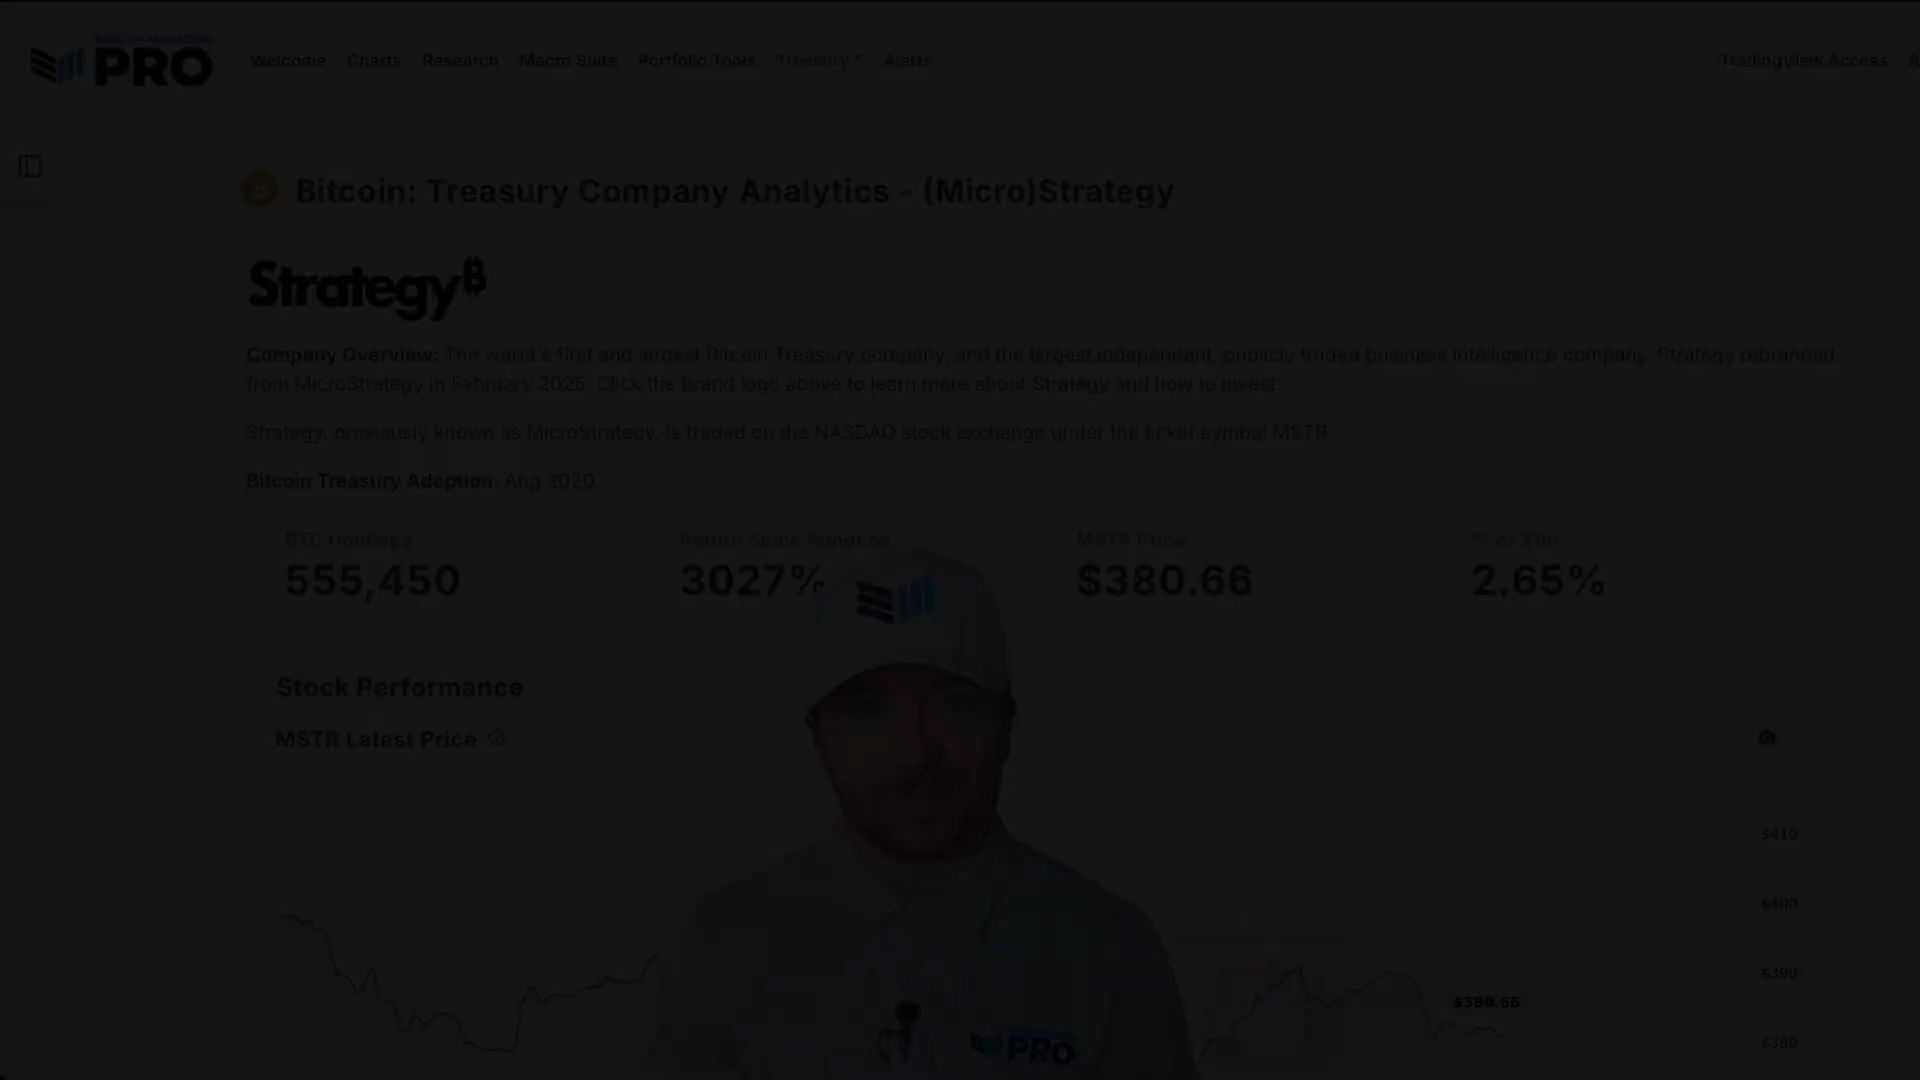 BITCOIN MAGAZINE
PRO
Welcome Charts Research Macro Suite Portfolio Tools Treasury Alerts
TradingView Access
Bitcoin: Treasury Company Analytics - (Micro)Strategy
Strategy₿
Company Overview: The world's first and largest Bitcoin Treasury company, and the largest independent, publicly traded business intelligence company. Strategy rebranded
from MicroStrategy in February 2025. Click the brand logo above to learn more about Strategy and how to invest.
Strategy, previously known as MicroStrategy, is traded on the NASDAQ stock exchange under the ticker symbol MSTR.
Bitcoin Treasury Adoption: Aug 2020.
BTC Holdings
Return Since Adoption
MSTR Price
555,450
3027%
$380.66
2.65%
Stock Performance
MSTR Latest Price
$410
$400
$390
$380.66
$380
PRO